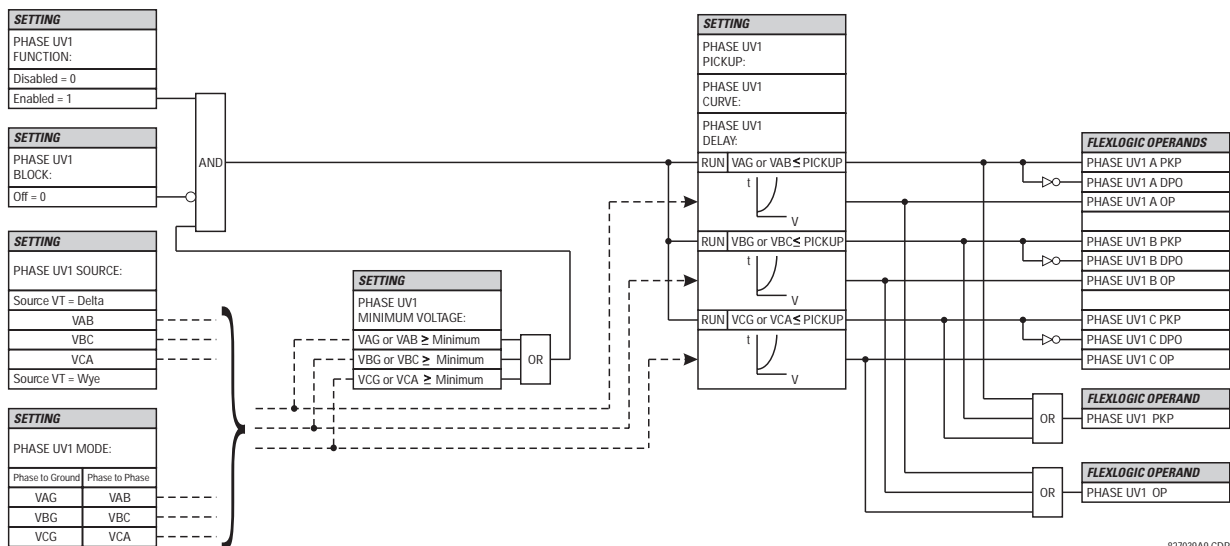 SETTING
PHASE UV1
FUNCTION:
Disabled = 0
Enabled = 1
SETTING
PHASE UV1
BLOCK:
Off = 0
AND
SETTING
PHASE UV1 SOURCE:
Source VT = Delta
VAB
VBC
VCA
Source VT = Wye
SETTING
PHASE UV1 MODE:
Phase to Ground Phase to Phase
VAG VAB
VBG VBC
VCG VCA
SETTING
PHASE UV1
MINIMUM VOLTAGE:
VAG or VAB ≥ Minimum
VBG or VBC ≥ Minimum
VCG or VCA ≥ Minimum
OR
SETTING
PHASE UV1
PICKUP:
PHASE UV1
CURVE:
PHASE UV1
DELAY:
RUN VAG or VAB ≤ PICKUP
t
V
RUN VBG or VBC ≤ PICKUP
t
V
RUN VCG or VCA ≤ PICKUP
t
V
FLEXLOGIC OPERANDS
PHASE UV1 A PKP
PHASE UV1 A DPO
PHASE UV1 A OP
PHASE UV1 B PKP
PHASE UV1 B DPO
PHASE UV1 B OP
PHASE UV1 C PKP
PHASE UV1 C DPO
PHASE UV1 C OP
OR
FLEXLOGIC OPERAND
PHASE UV1 PKP
OR
FLEXLOGIC OPERAND
PHASE UV1 OP